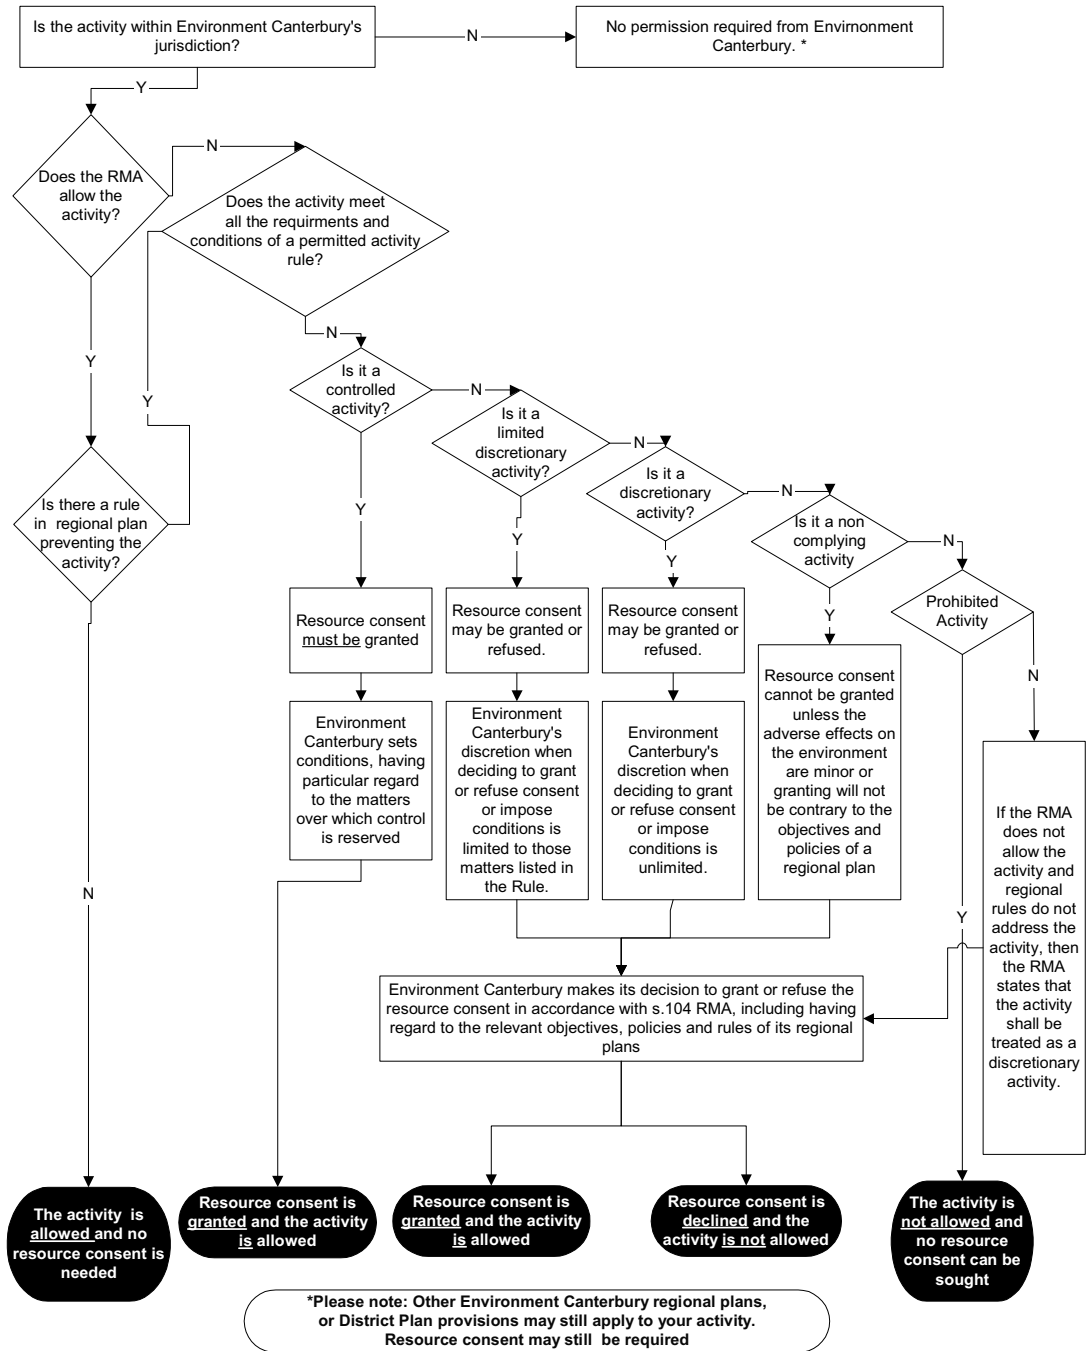 Is the activity within Environment Canterbury's
jurisdiction?
N
No permission required from Envirnonment
Canterbury. *
Y
Does the RMA
allow the
activity?
N
Does the activity meet
all the requirments and
conditions of a permitted activity
rule?
Y
Y
Is there a rule
in regional plan
preventing the
activity?
N
N
Is it a
controlled
activity?
N
Is it a
limited
discretionary
activity?
N
Is it a
discretionary
activity?
N
Is it a non
complying
activity
N
Prohibited
Activity
Y
Y
Y
Y
N
Y
Resource consent
must be granted
Resource consent
may be granted or
refused.
Resource consent
may be granted or
refused.
Resource consent
cannot be granted
unless the
adverse effects on
the environment
are minor or
granting will not
be contrary to the
objectives and
policies of a
regional plan
Environment
Canterbury sets
conditions, having
particular regard
to the matters
over which control
is reserved
Environment
Canterbury's
discretion when
deciding to grant
or refuse consent
or impose
conditions is
limited to those
matters listed in
the Rule.
Environment
Canterbury's
discretion when
deciding to grant
or refuse consent
or impose
conditions is
unlimited.
If the RMA
does not
allow the
activity and
regional
rules do not
address the
activity, then
the RMA
states that
the activity
shall be
treated as a
discretionary
activity.
Environment Canterbury makes its decision to grant or refuse the
resource consent in accordance with s.104 RMA, including having
regard to the relevant objectives, policies and rules of its regional
plans
The activity is
allowed and no
resource consent is
needed
Resource consent is
granted and the activity
is allowed
Resource consent is
granted and the activity
is allowed
Resource consent is
declined and the
activity is not allowed
The activity is
not allowed and
no resource
consent can be
sought
*Please note: Other Environment Canterbury regional plans,
or District Plan provisions may still apply to your activity.
Resource consent may still be required